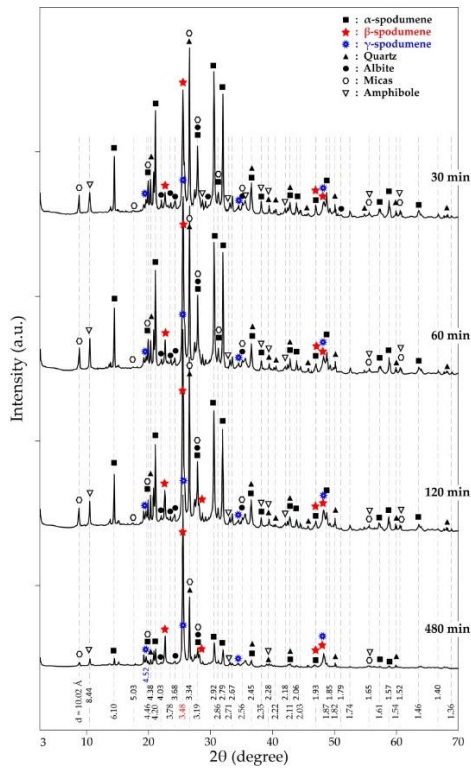 ■ : α-spodumene
★ : β-spodumene
✸ : γ-spodumene
▲ : Quartz
● : Albite
○ : Micas
▽ : Amphibole
30 min
60 min
120 min
480 min
Intensity (a.u.)
d = 10.02 Å
8.44
6.10
5.03
4.52
4.46
4.38
4.20
4.03
3.78
3.68
3.48
3.34
3.19
2.92
2.86
2.79
2.71
2.67
2.56
2.45
2.35
2.28
2.22
2.18
2.11
2.06
2.03
1.93
1.87
1.85
1.82
1.79
1.74
1.65
1.61
1.57
1.54
1.52
1.46
1.40
1.36
3 10 20 30 40 50 60 70
2θ (degree)